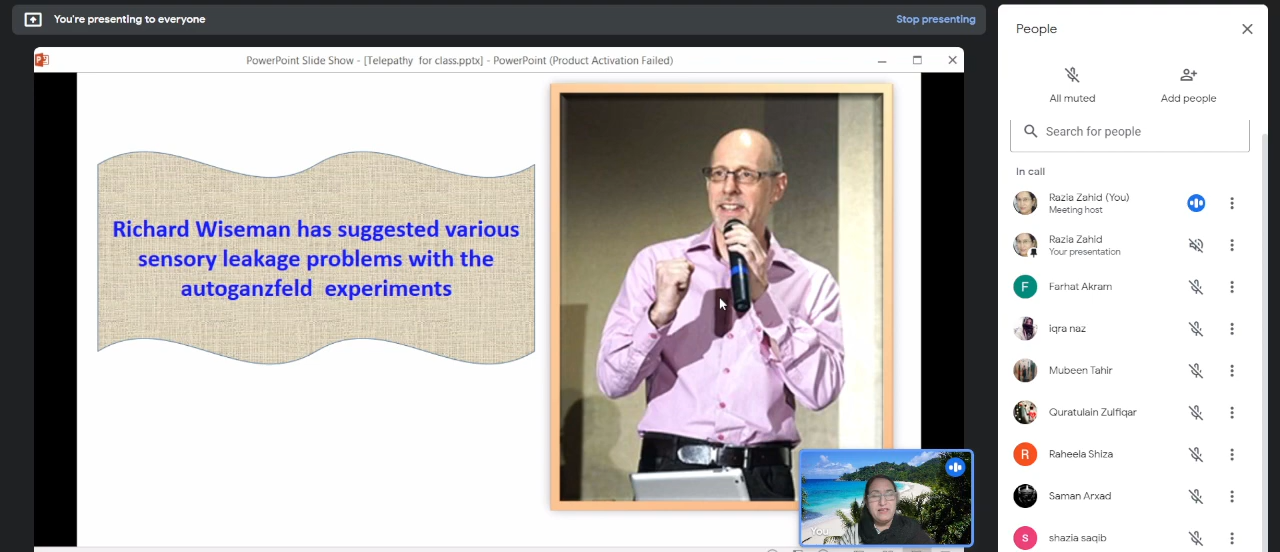 You're presenting to everyone
Stop presenting
People
PowerPoint Slide Show - [Telepathy  for class.pptx] - PowerPoint (Product Activation Failed)
All muted
Add people
Search for people
In call
Richard Wiseman has suggested various
sensory leakage problems with the
autoganzfeld  experiments
Razia Zahid (You)
Meeting host
Razia Zahid
Your presentation
F
Farhat Akram
iqra naz
Mubeen Tahir
Quratulain Zulfiqar
R
Raheela Shiza
Saman Arxad
s
shazia saqib
You